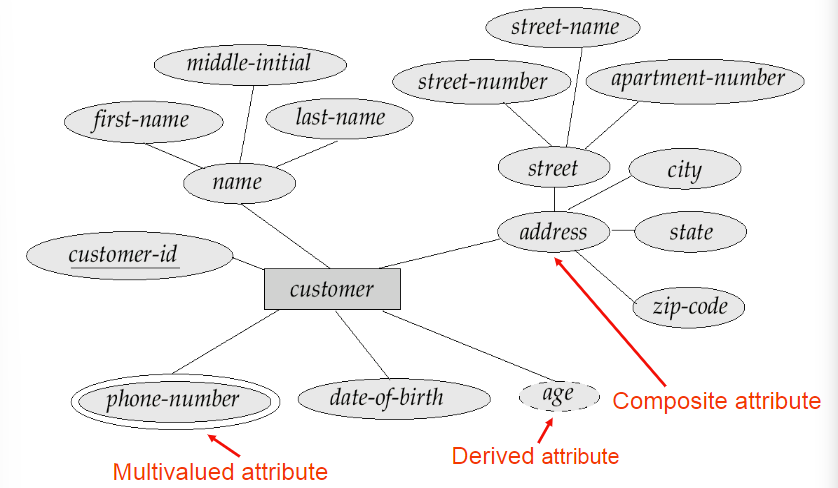 street-name
middle-initial
street-number
apartment-number
first-name
last-name
name
street
city
customer-id
address
state
customer
zip-code
phone-number
date-of-birth
age
Composite attribute
Multivalued attribute
Derived attribute